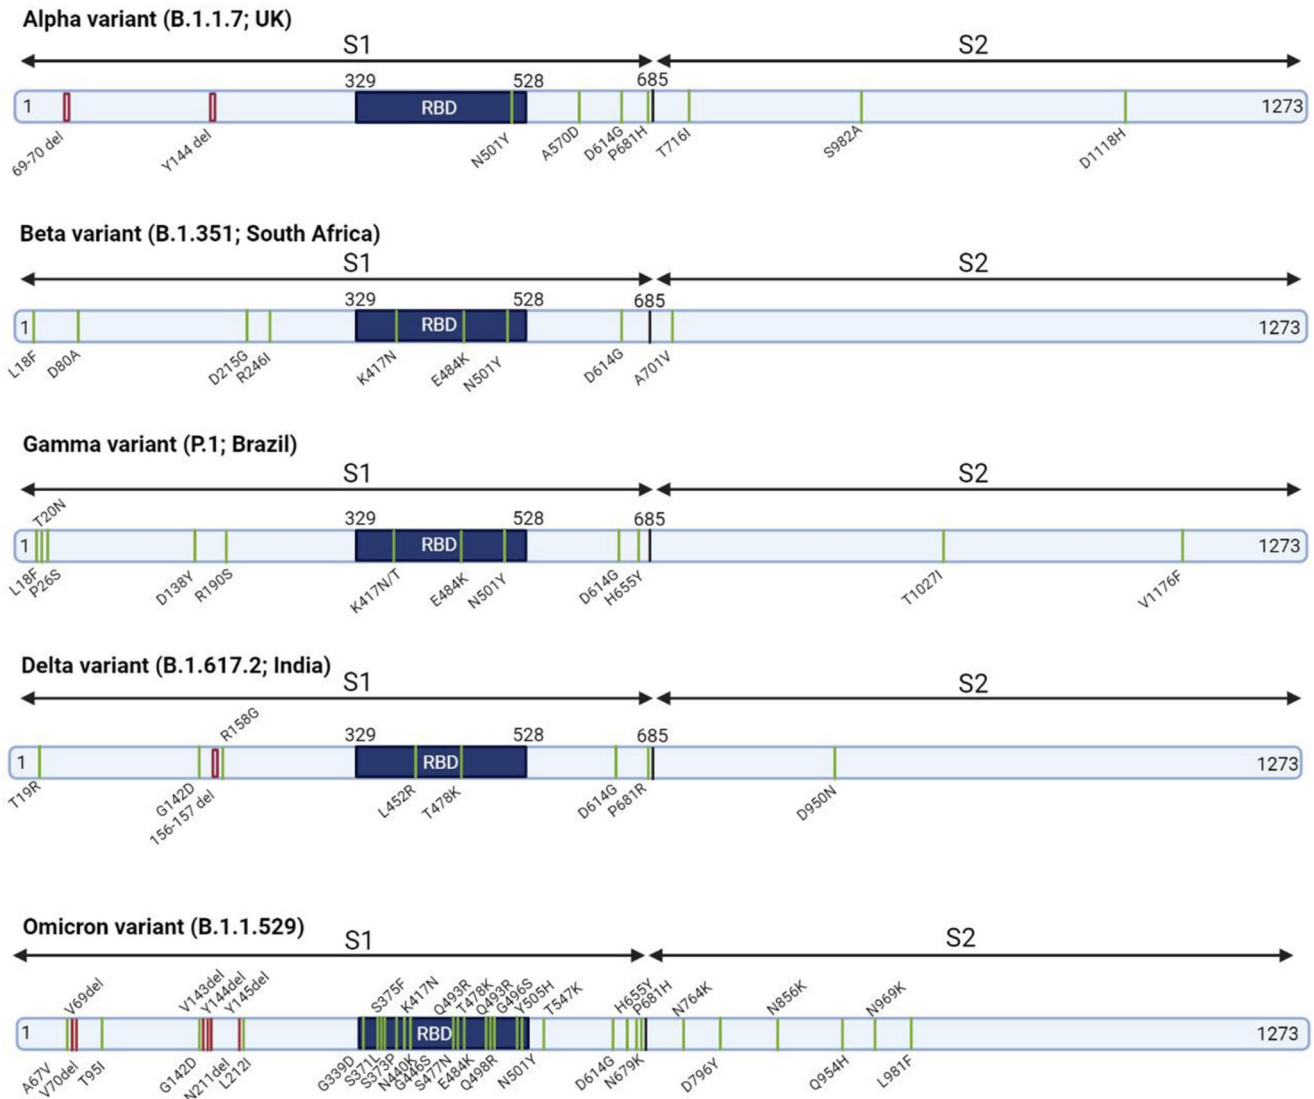 Alpha variant (B.1.1.7; UK)
S1 S2
329 528 685
1 RBD 1273
69-70 del Y144 del N501Y A570D D614G P681H T716I S982A D1118H
Beta variant (B.1.351; South Africa)
S1 S2
329 528 685
1 RBD 1273
L18F D80A D215G R246I K417N E484K N501Y D614G A701V
Gamma variant (P.1; Brazil)
S1 S2
T20N 329 528 685
1 RBD 1273
L18F P26S D138Y R190S K417N/T E484K N501Y D614G H655Y T1027I V1176F
Delta variant (B.1.617.2; India)
S1 S2
R158G 329 528 685
1 RBD 1273
T19R G142D 156-157 del L452R T478K D614G P681R D950N
Omicron variant (B.1.1.529)
S1 S2
V69del V143del Y144del Y145del S375F K417N Q493R T478K Q493R G496S Y505H T547K H655Y P681H N764K N856K N969K
1 RBD 1273
A67V V70del T95I G142D N211del L212I G339D S371L S373P N440K G446S S477N E484K Q498R N501Y D614G N679K D796Y Q954H L981F